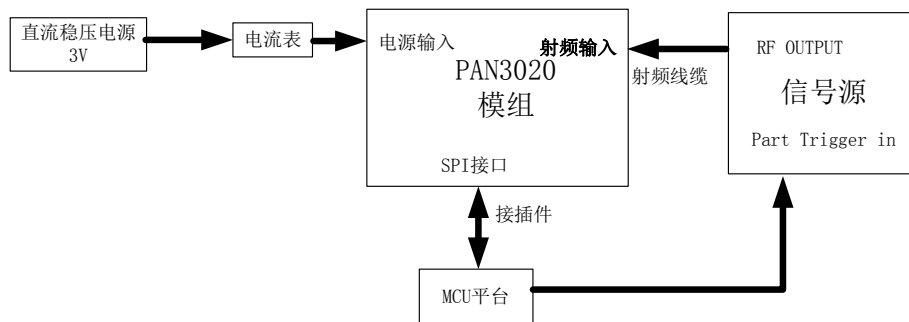 直流稳压电源
3V
电流表
电源输入
射频输入
PAN3020
模组
SPI接口
射频线缆
RF OUTPUT
信号源
Part Trigger in
接插件
MCU平台